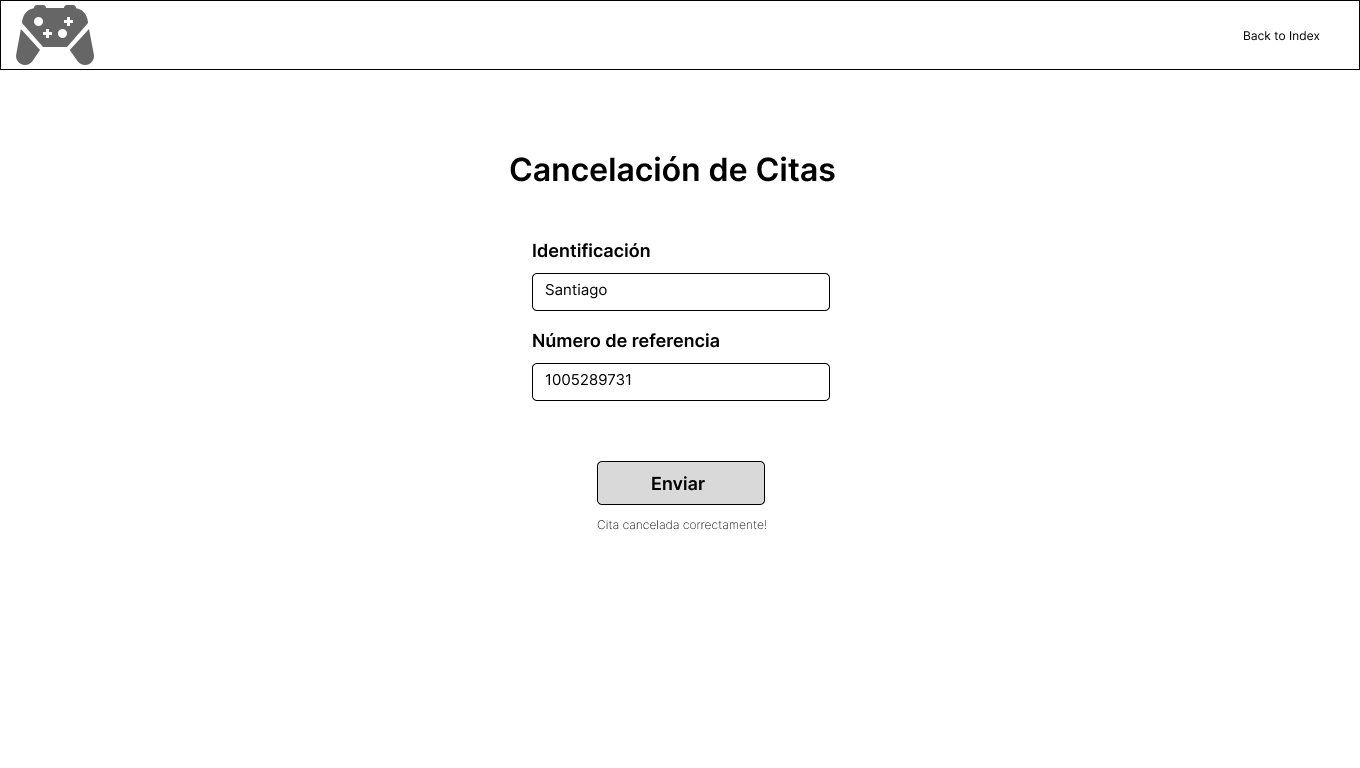 Back to Index
Cancelación de Citas
Identificación
Santiago
Número de referencia
1005289731
Enviar
Cita cancelada correctamente!